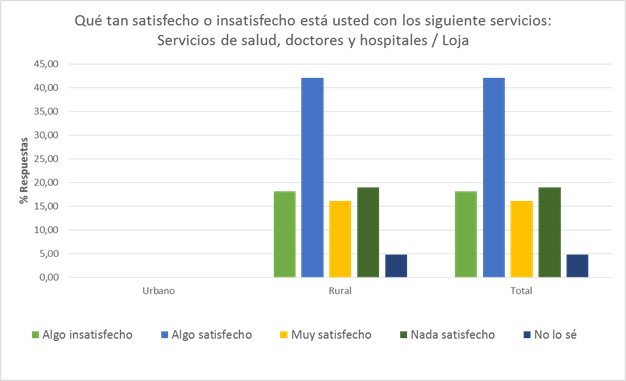 Qué tan satisfecho o insatisfecho está usted con los siguiente servicios:
Servicios de salud, doctores y hospitales / Loja
% Respuestas
45,00
40,00
35,00
30,00
25,00
20,00
15,00
10,00
5,00
0,00
Urbano Rural Total
Algo insatisfecho Algo satisfecho Muy satisfecho Nada satisfecho No lo sé